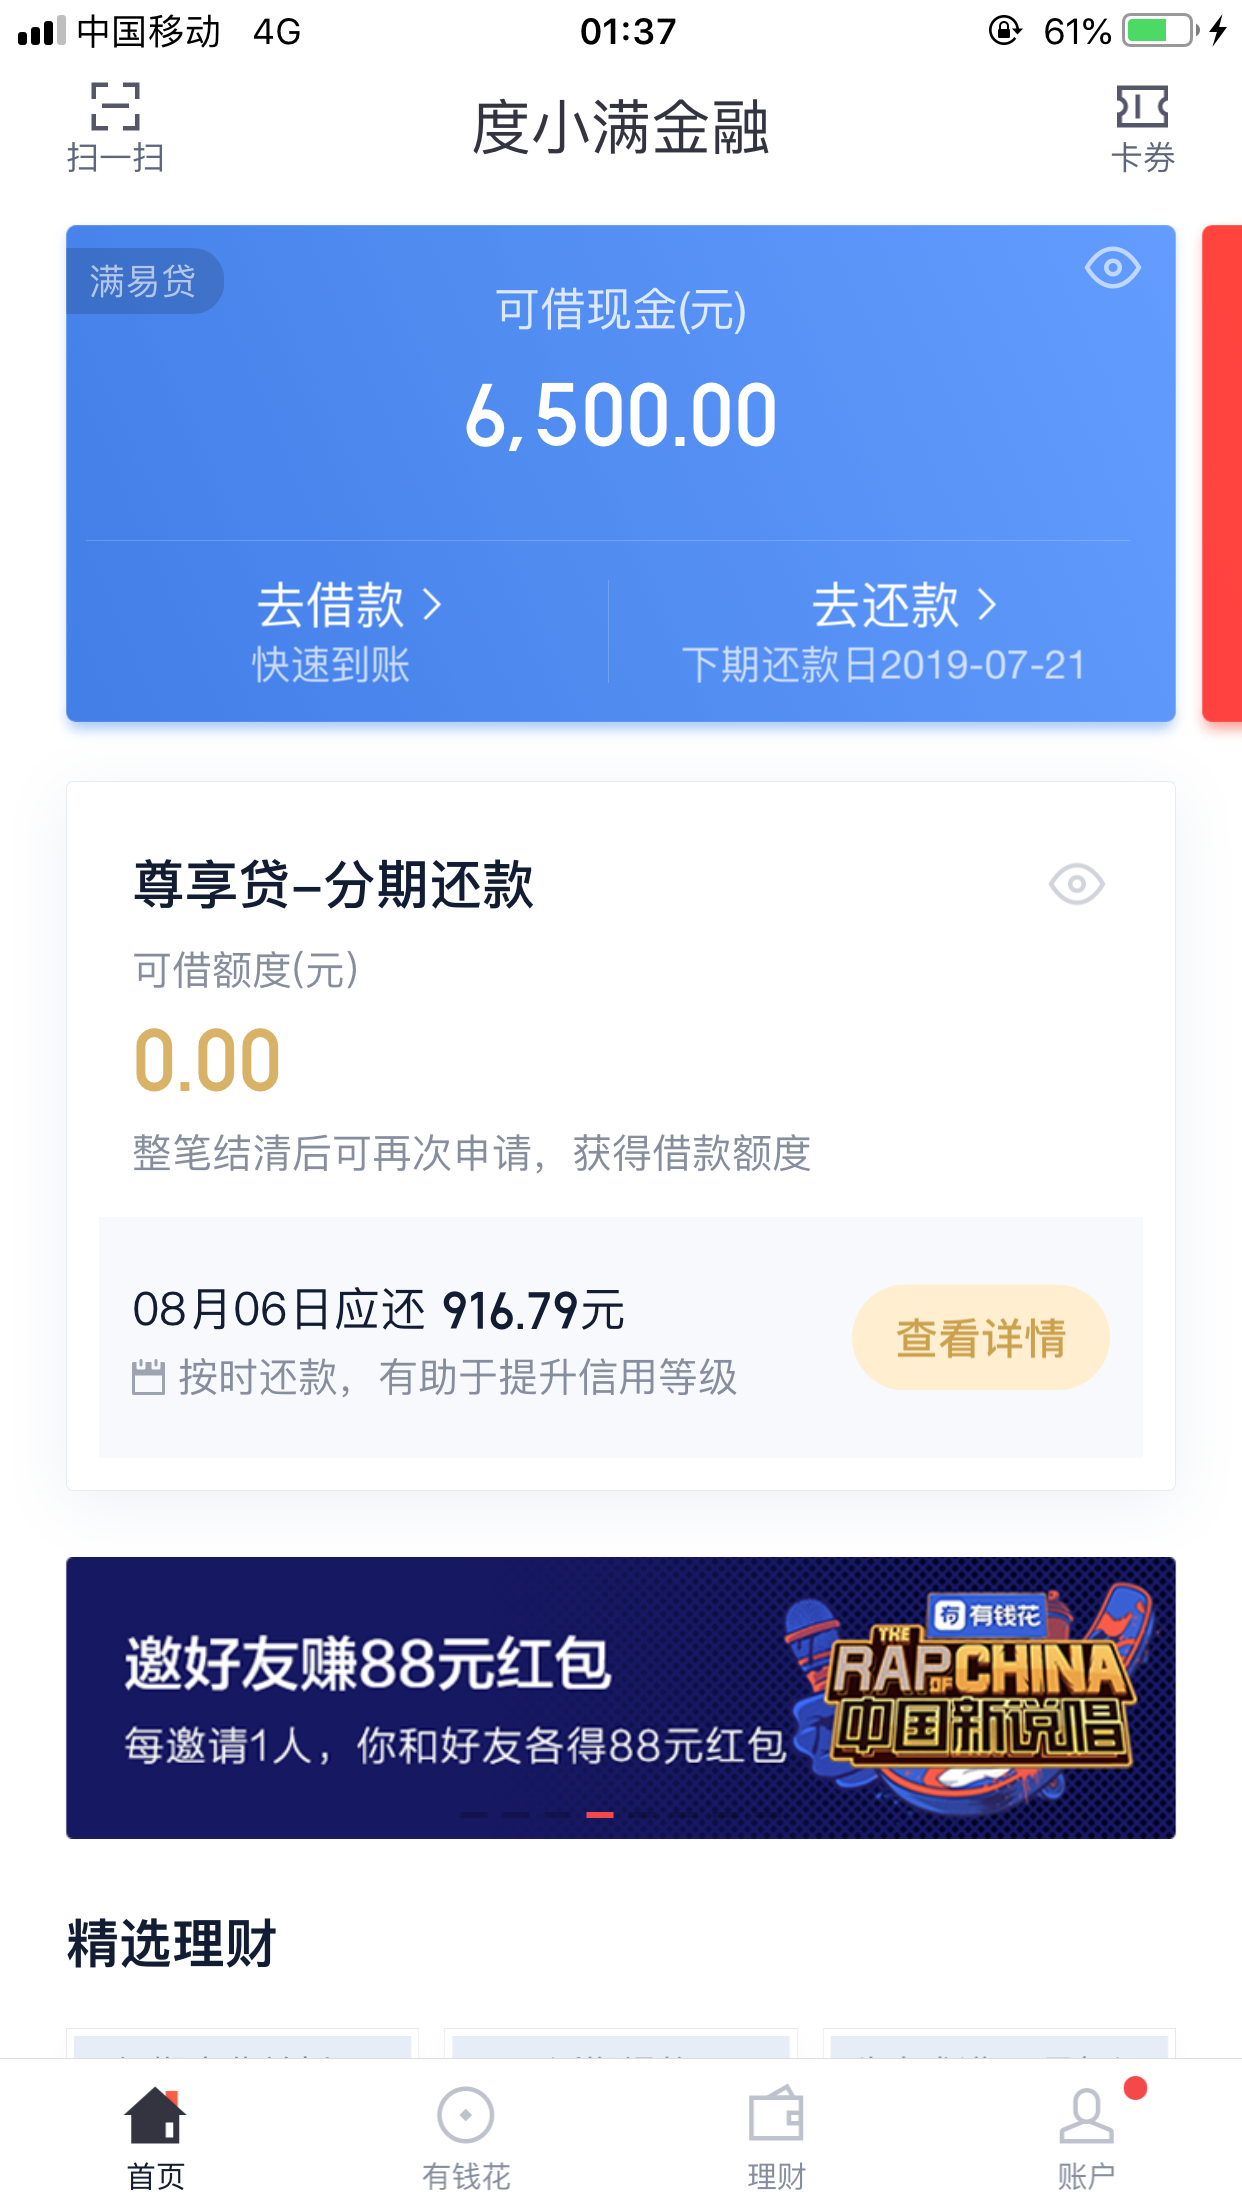 中国移动 4G 01:37 61%
扫一扫
度小满金融
卡券
满易贷
可借现金(元)
6,500.00
去借款
快速到账
去还款
下期还款日2019-07-21
尊享贷-分期还款
可借额度(元)
0.00
整笔结清后可再次申请，获得借款额度
08月06日应还 916.79元
按时还款，有助于提升信用等级
查看详情
有钱花
THE
RAP OF CHINA
中国新说唱
邀好友赚88元红包
每邀请1人，你和好友各得88元红包
精选理财
首页
有钱花
理财
账户